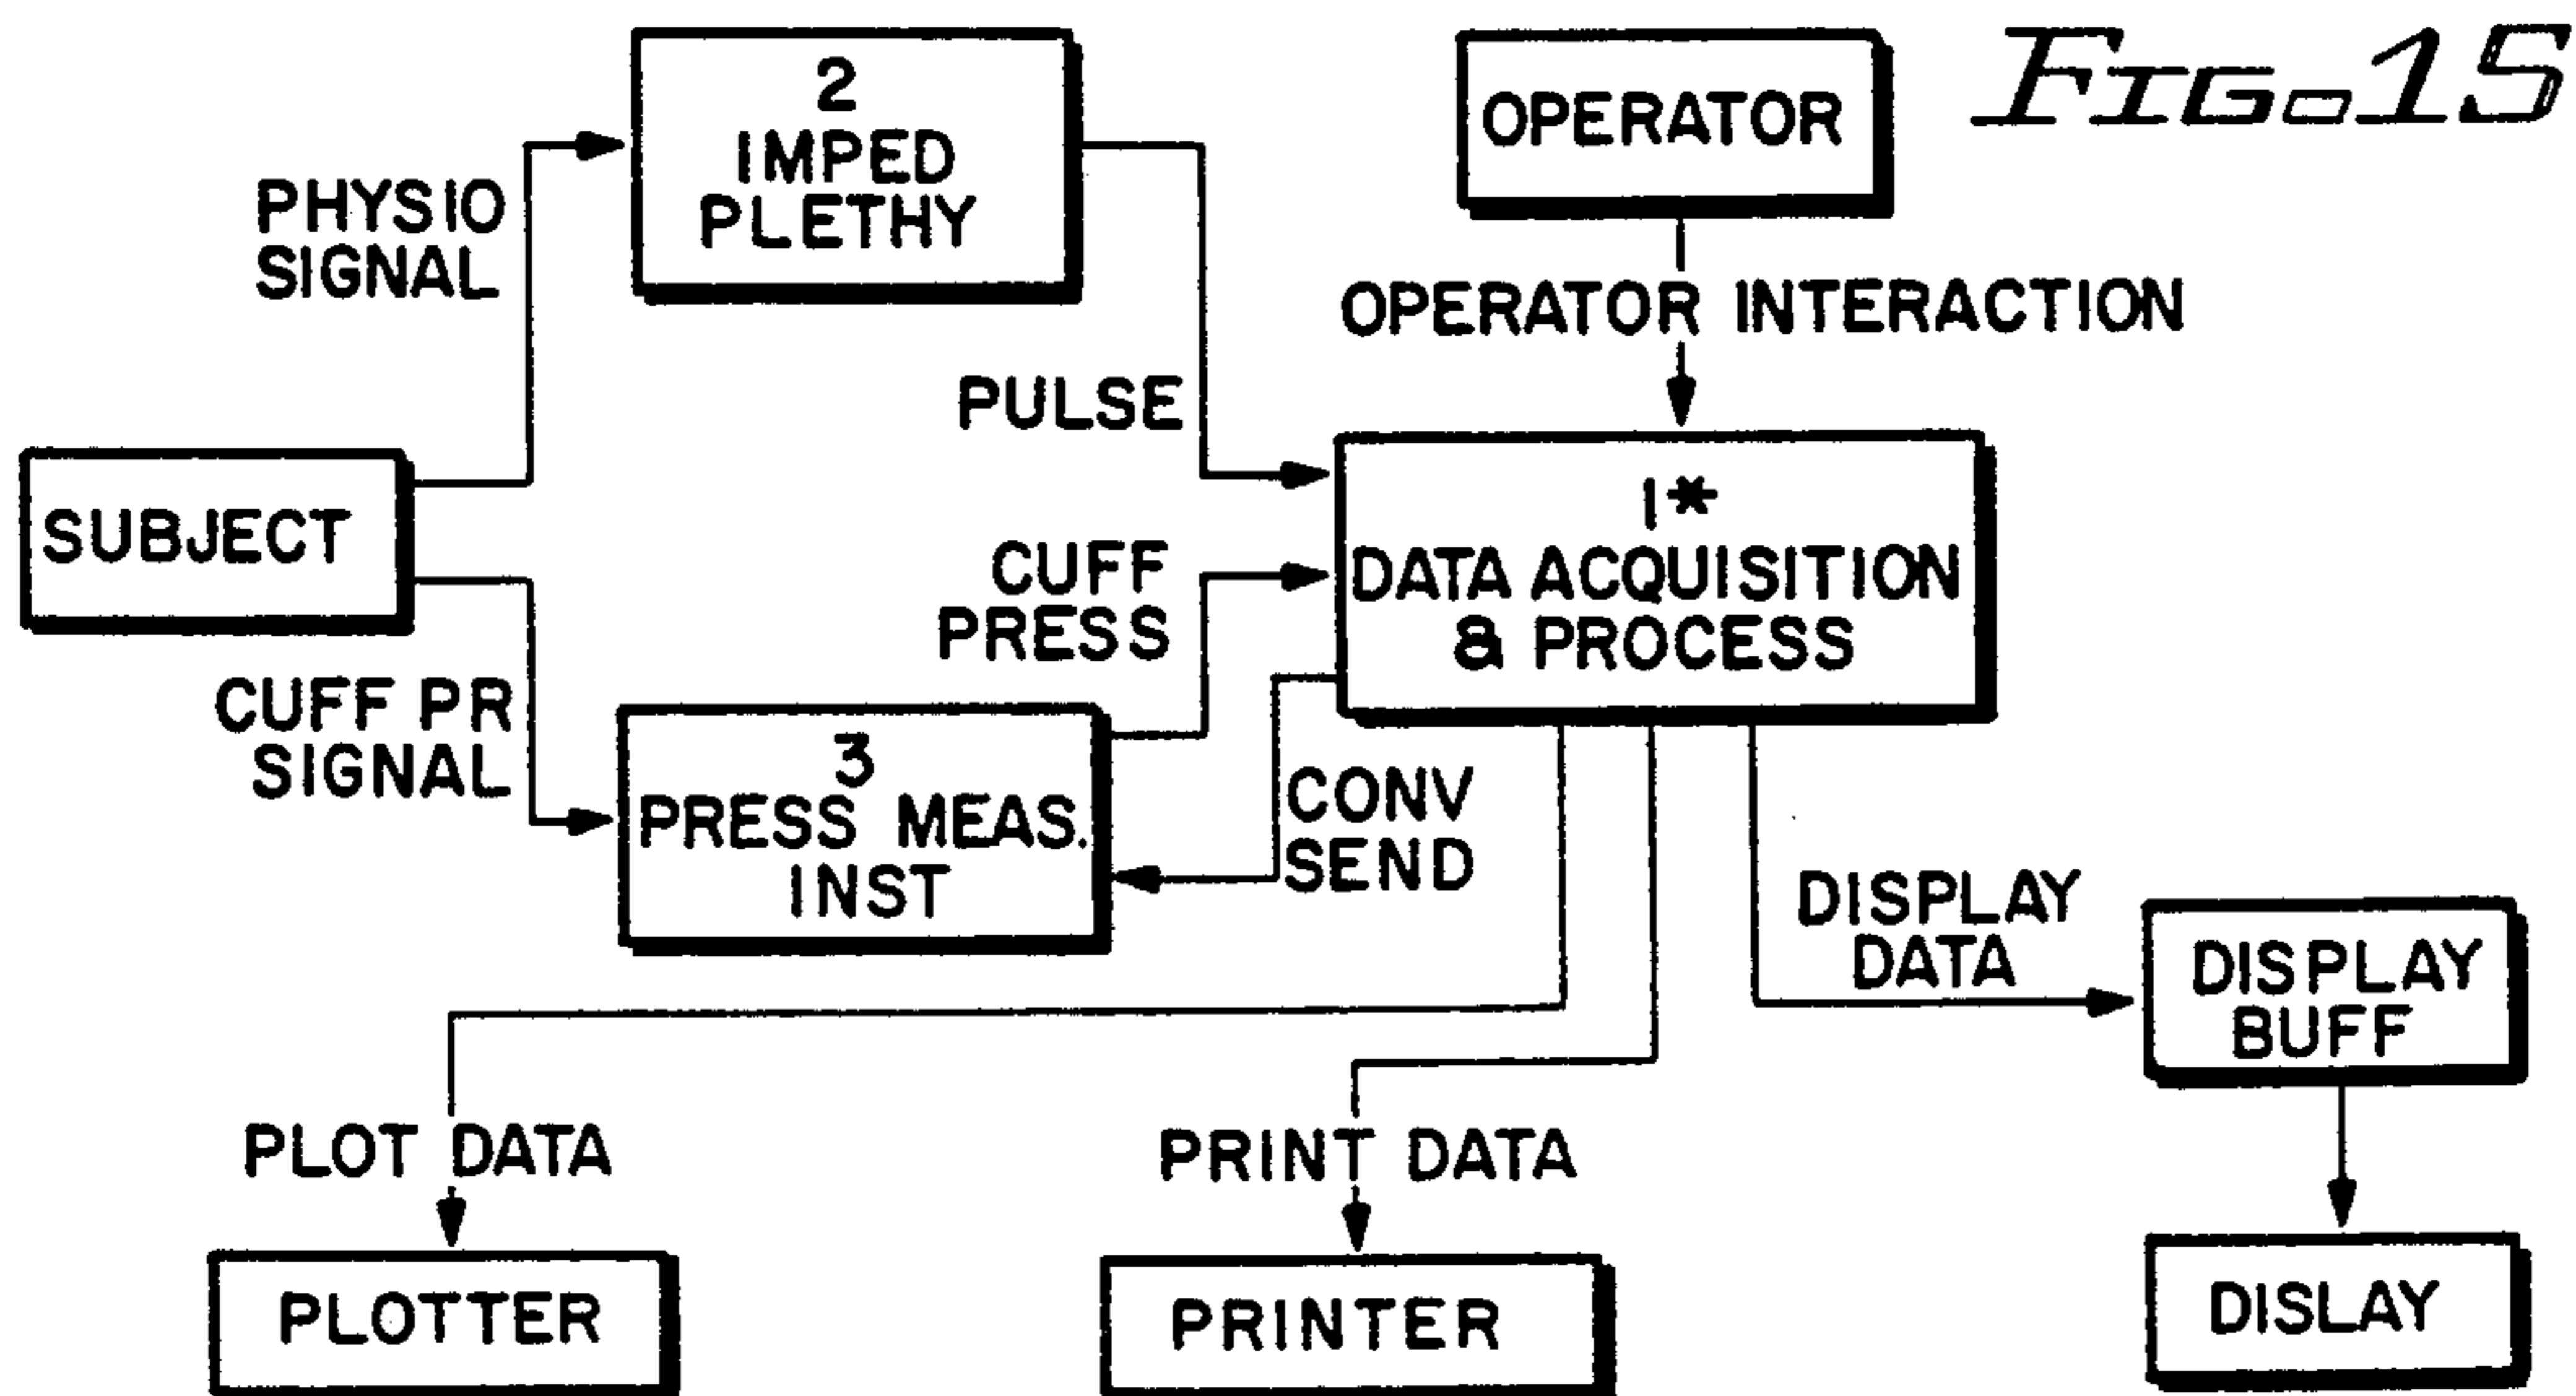 FIG. 15
2
IMPED
PLETHY
OPERATOR
PHYSIO
SIGNAL
OPERATOR INTERACTION
PULSE
SUBJECT
1*
DATA ACQUISITION
& PROCESS
CUFF
PRESS
CUFF PR
SIGNAL
3
PRESS MEAS.
INST
CONV
SEND
DISPLAY
DATA
DISPLAY
BUFF
PLOT DATA
PRINT DATA
PLOTTER
PRINTER
DISLAY